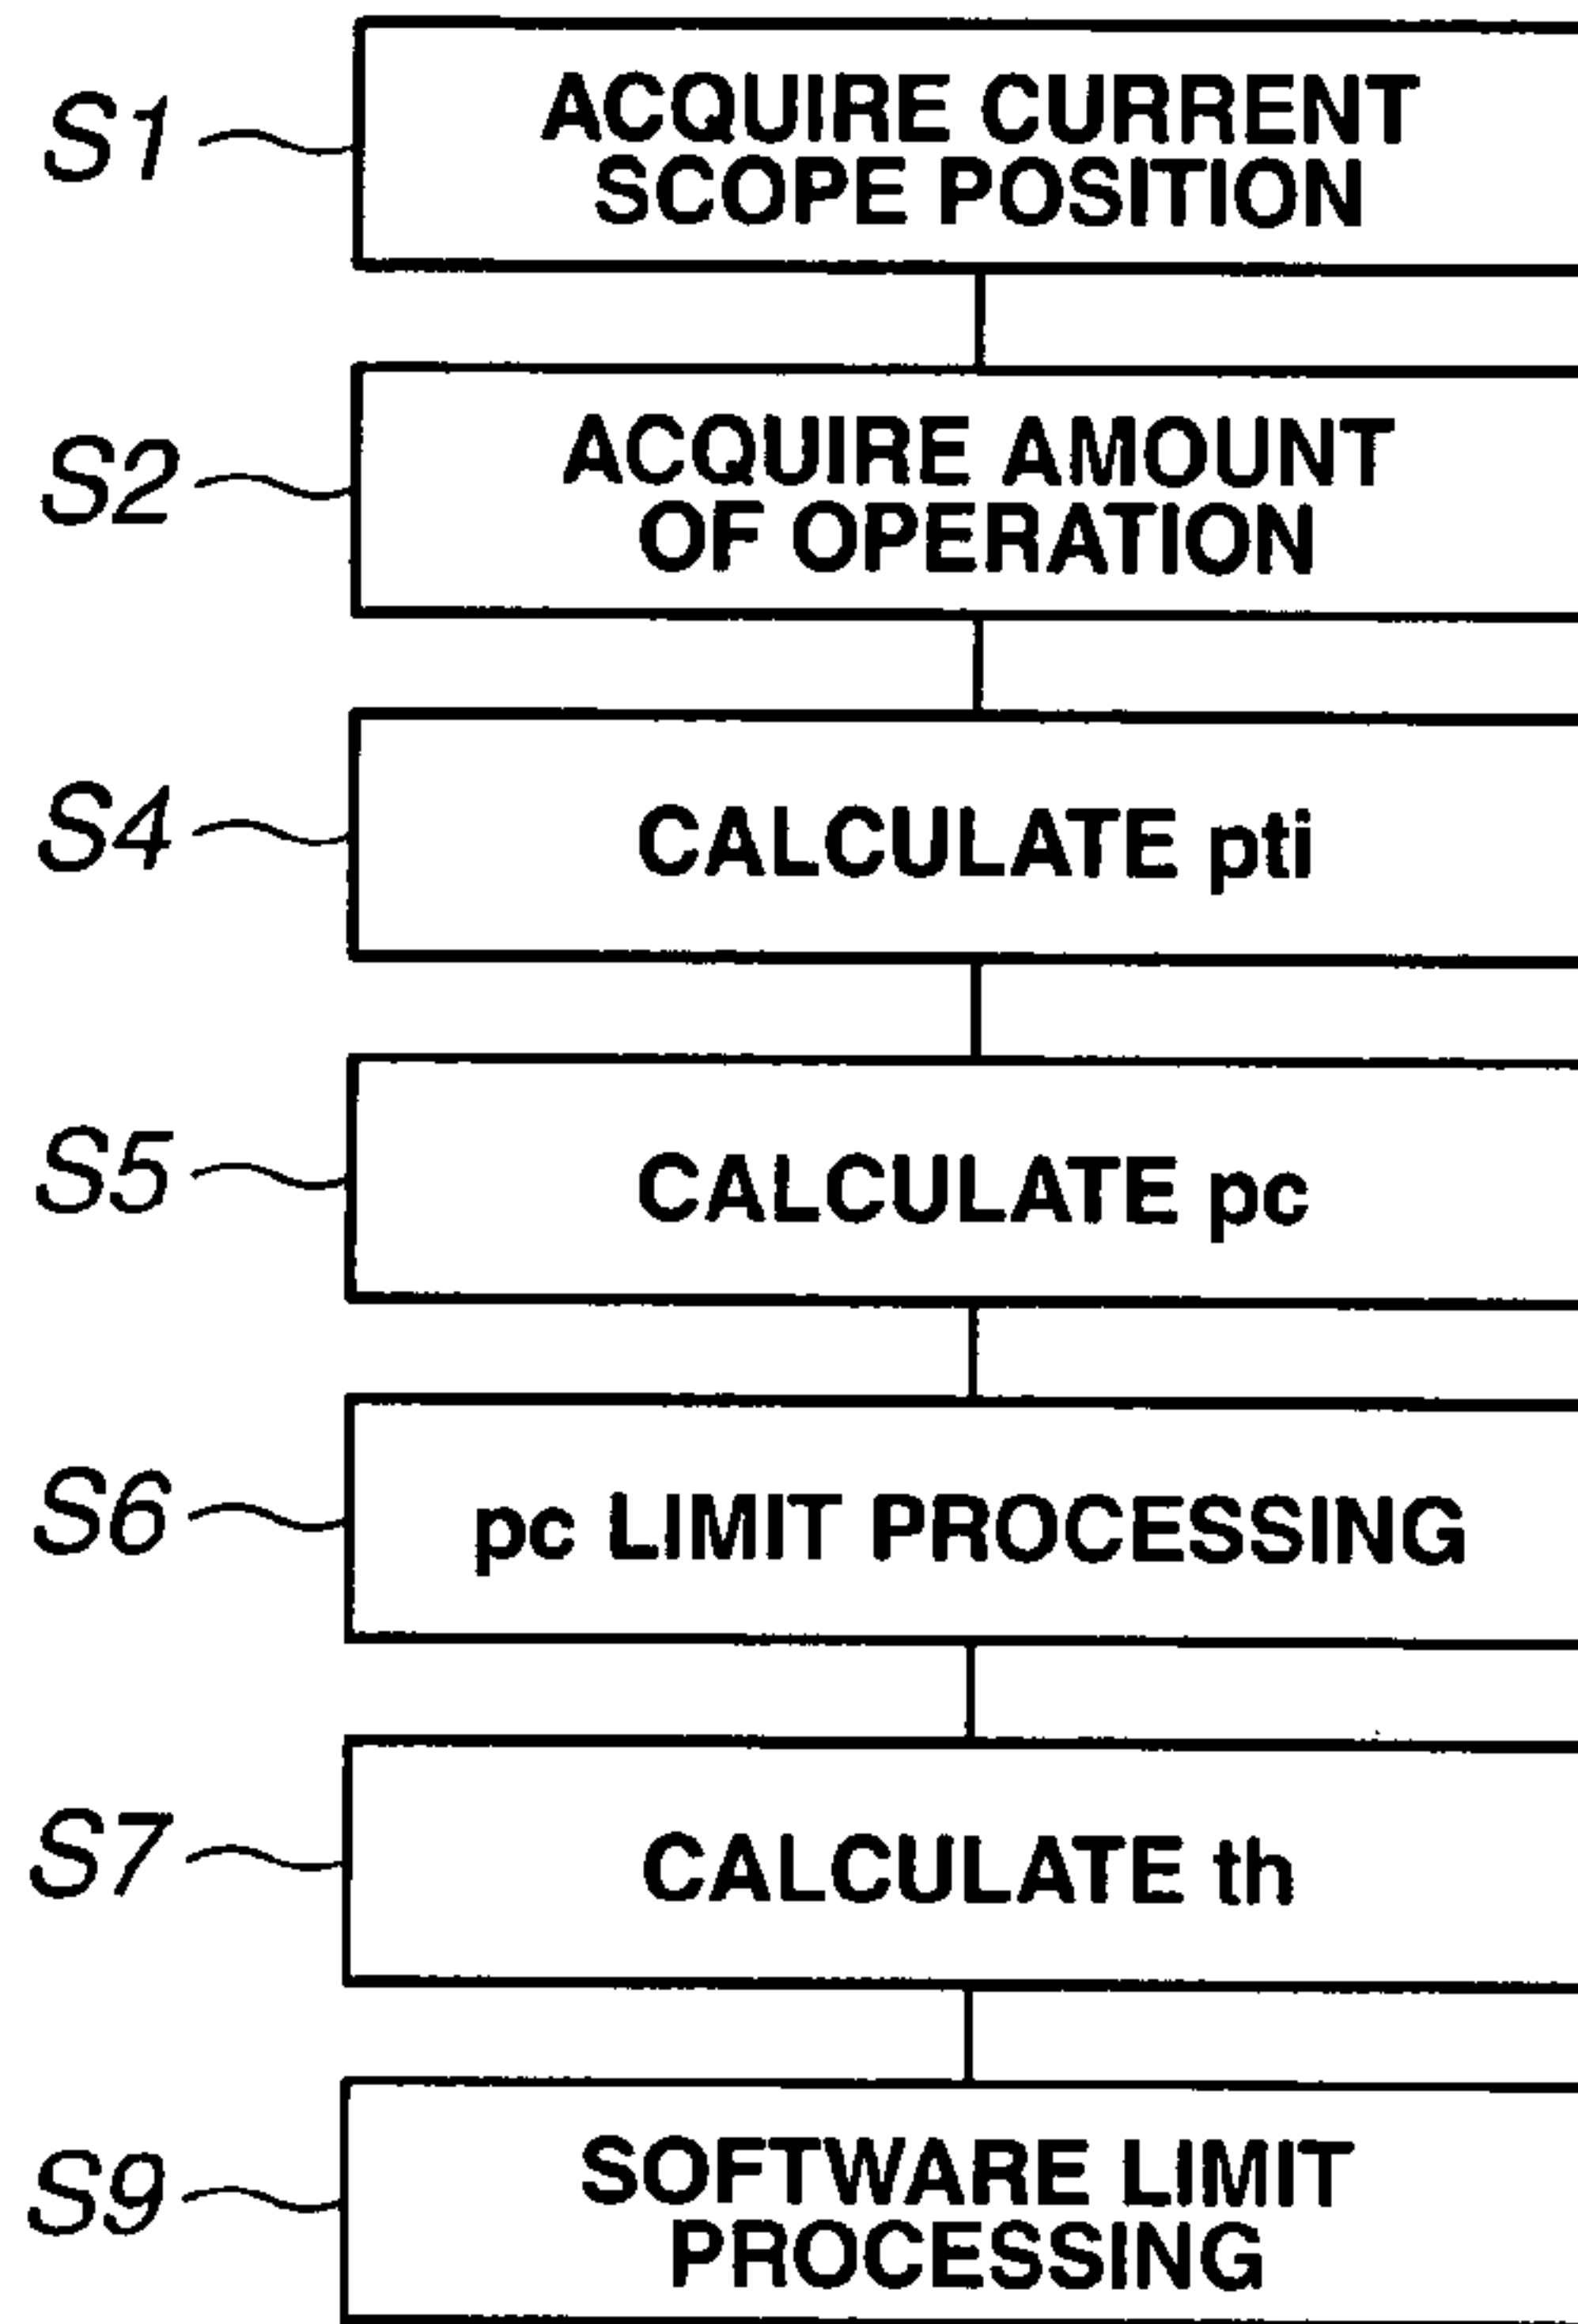 S1
ACQUIRE CURRENT
SCOPE POSITION
S2
ACQUIRE AMOUNT
OF OPERATION
S4
CALCULATE pti
S5
CALCULATE pc
S6
pc LIMIT PROCESSING
S7
CALCULATE th
S9
SOFTWARE LIMIT
PROCESSING